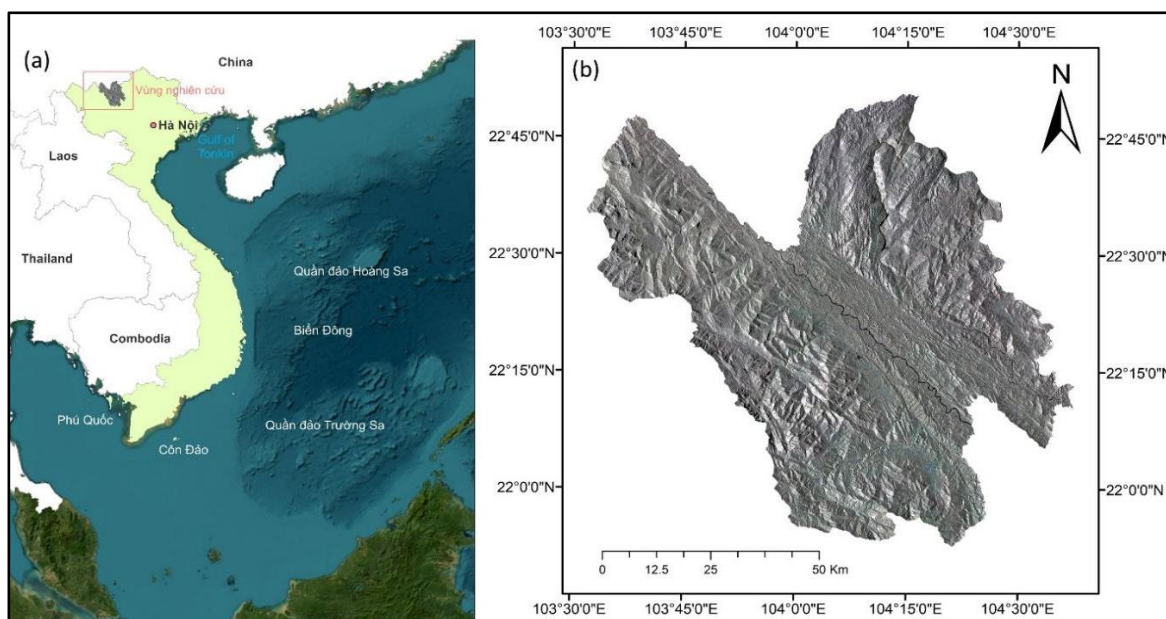 (a)
China
Vùng nghiên cứu
Hà Nội
Gulf of
Tonkin
Laos
Thailand
Quần đảo Hoàng Sa
Biển Đông
Combodia
Phú Quốc
Quần đảo Trường Sa
Côn Đảo
103°30'0"E 103°45'0"E 104°0'0"E 104°15'0"E 104°30'0"E
(b)
N
22°45'0"N 22°45'0"N
22°30'0"N 22°30'0"N
22°15'0"N 22°15'0"N
22°0'0"N 22°0'0"N
0 12.5 25 50 Km
103°30'0"E 103°45'0"E 104°0'0"E 104°15'0"E 104°30'0"E